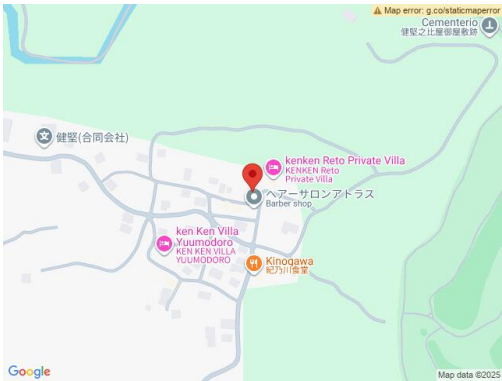 Map error: g.co/staticmaperror
Cementerio
健堅之比屋御屋敷跡
健堅(合同会社)
kenken Reto Private Villa
KENKEN Reto
Private Villa
ヘアーサロンアトラス
Barber shop
ken Ken Villa
Yuumodoro
KEN KEN VILLA
YUUMODORO
Kinogawa
紀乃川食堂
Google
Map data ©2025